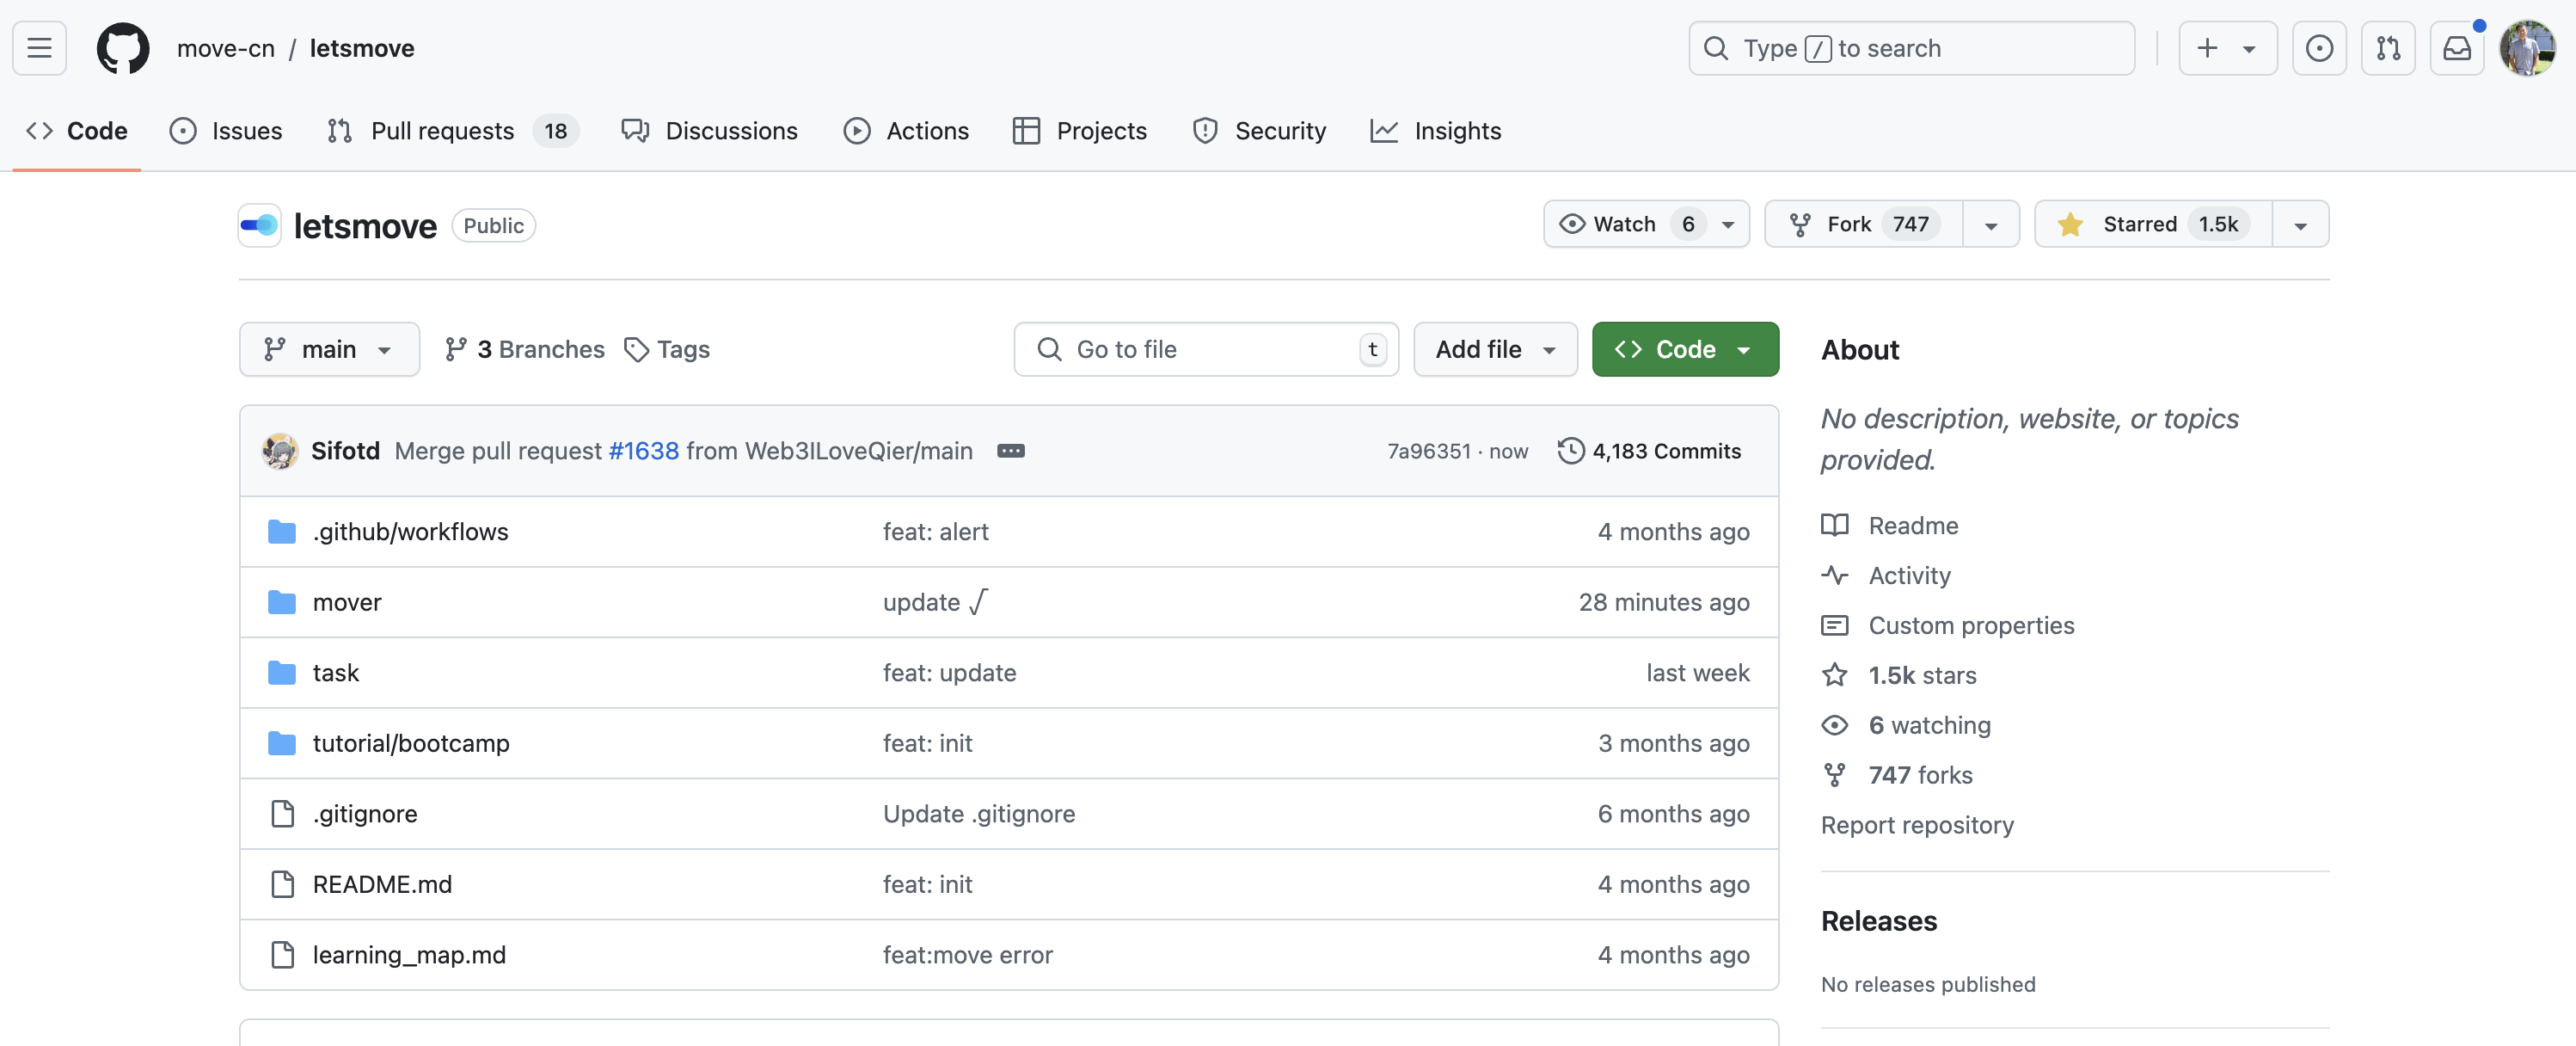 move-cn / letsmove
Type / to search
Code Issues Pull requests 18 Discussions Actions Projects Security Insights
letsmove Public
Watch 6 Fork 747 Starred 1.5k
main 3 Branches Tags Go to file t Add file Code
Sifotd Merge pull request #1638 from Web3ILoveQier/main 7a96351 · now 4,183 Commits
.github/workflows feat: alert 4 months ago
mover update √ 28 minutes ago
task feat: update last week
tutorial/bootcamp feat: init 3 months ago
.gitignore Update .gitignore 6 months ago
README.md feat: init 4 months ago
learning_map.md feat:move error 4 months ago
About
No description, website, or topics
provided.
Readme
Activity
Custom properties
1.5k stars
6 watching
747 forks
Report repository
Releases
No releases published